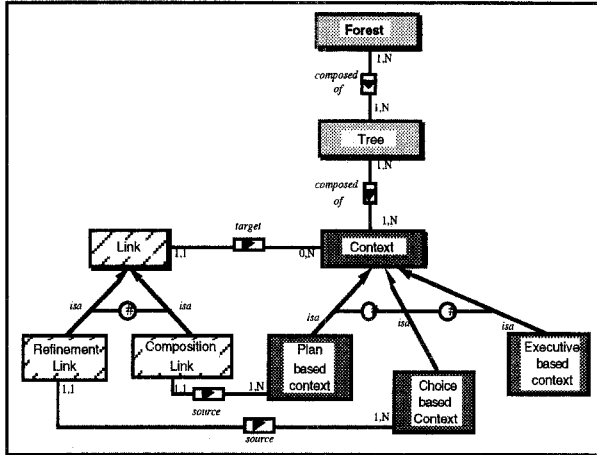 Forest
1,N
composed
of
1,N
Tree
1,N
composed
of
1,N
target
Link
1,1
0,N
Context
isa
#
isa
isa
isa
#
isa
Refinement
Link
Composition
Link
Plan
based
context
Executive
based
context
Choice
based
Context
1,1
1,1
source
1,N
1,N
source